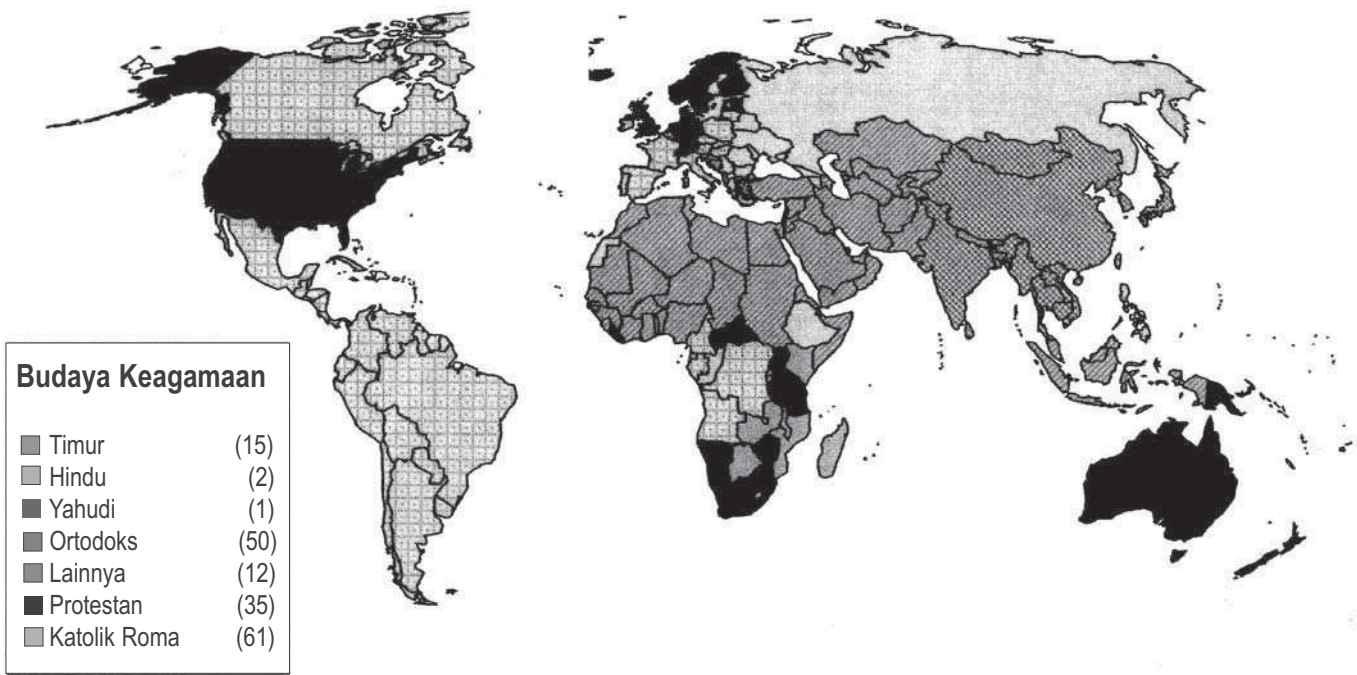 Budaya Keagamaan
Timur (15)
Hindu (2)
Yahudi (1)
Ortodoks (50)
Lainnya (12)
Protestan (35)
Katolik Roma (61)